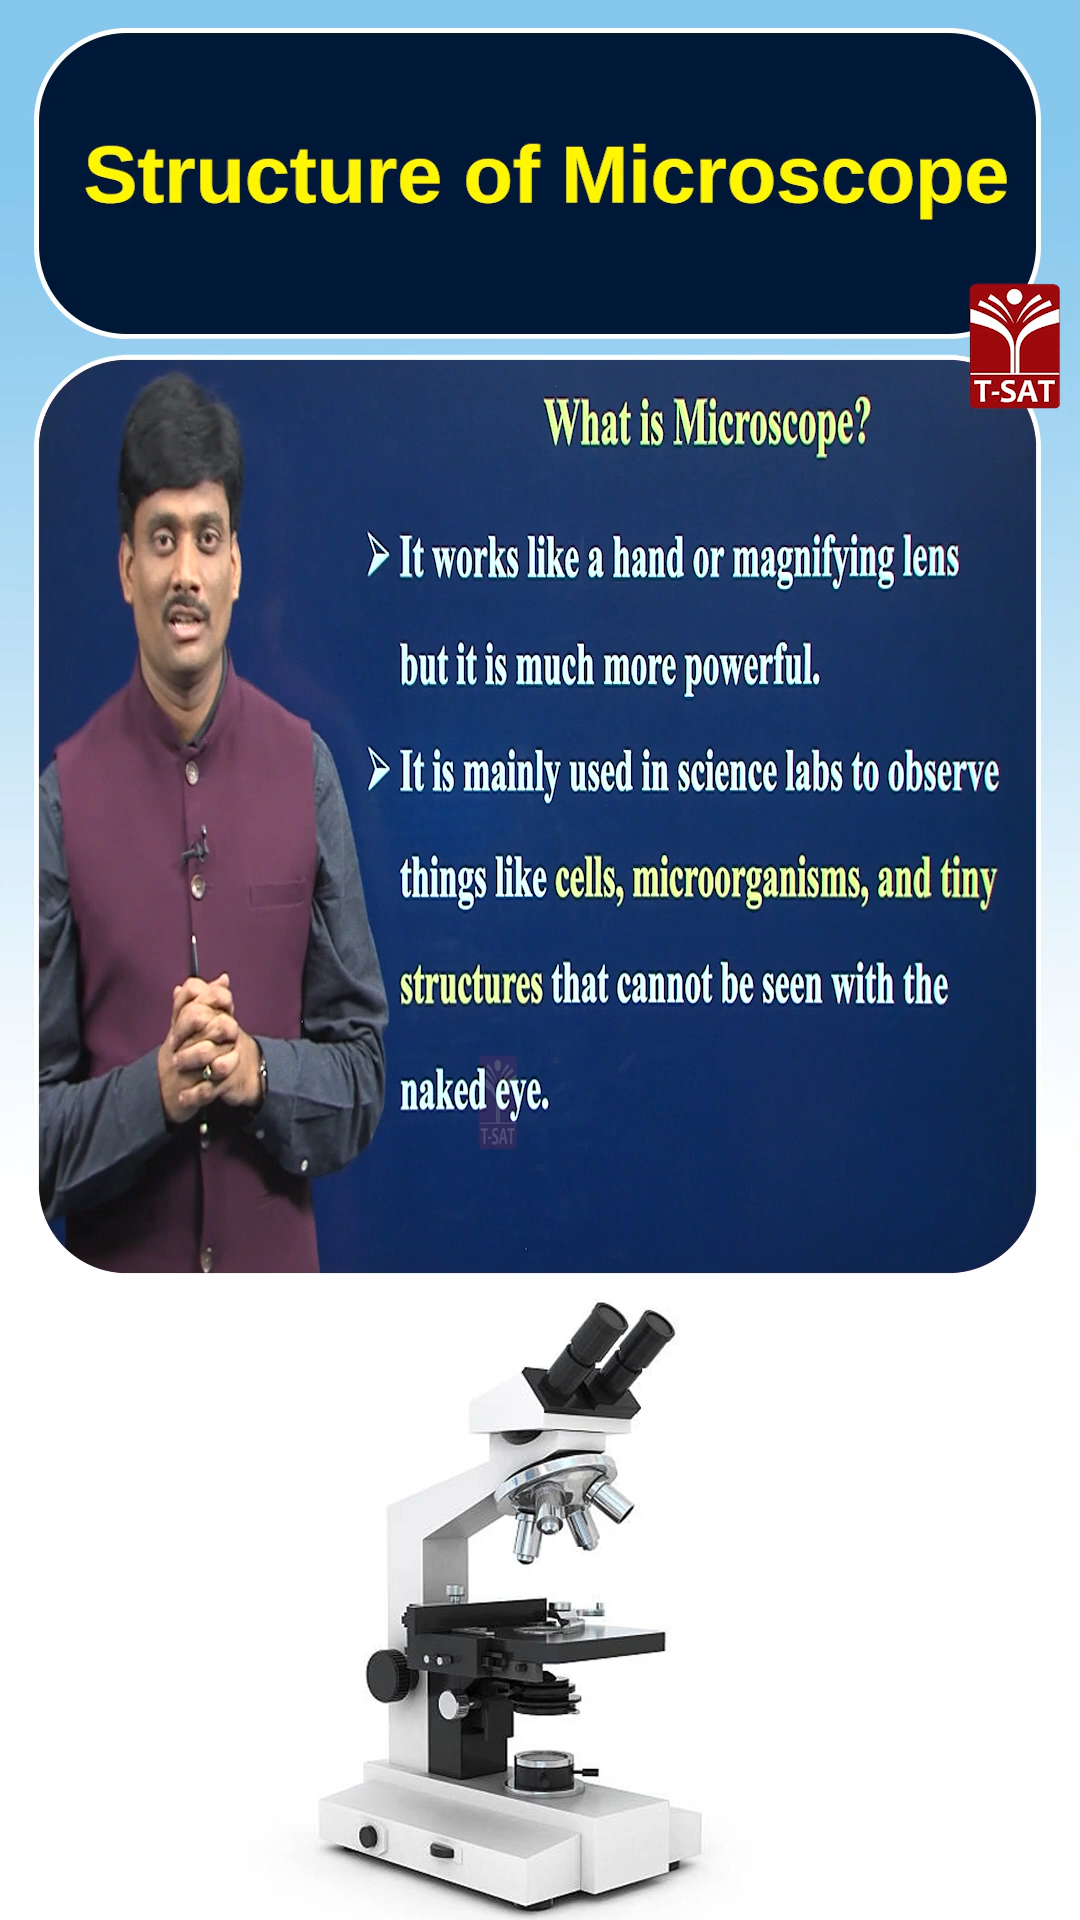 Structure of Microscope
T-SAT
What is Microscope?
➢ It works like a hand or magnifying lens
but it is much more powerful.
➢ It is mainly used in science labs to observe
things like cells, microorganisms, and tiny
structures that cannot be seen with the
naked eye.
T-SAT